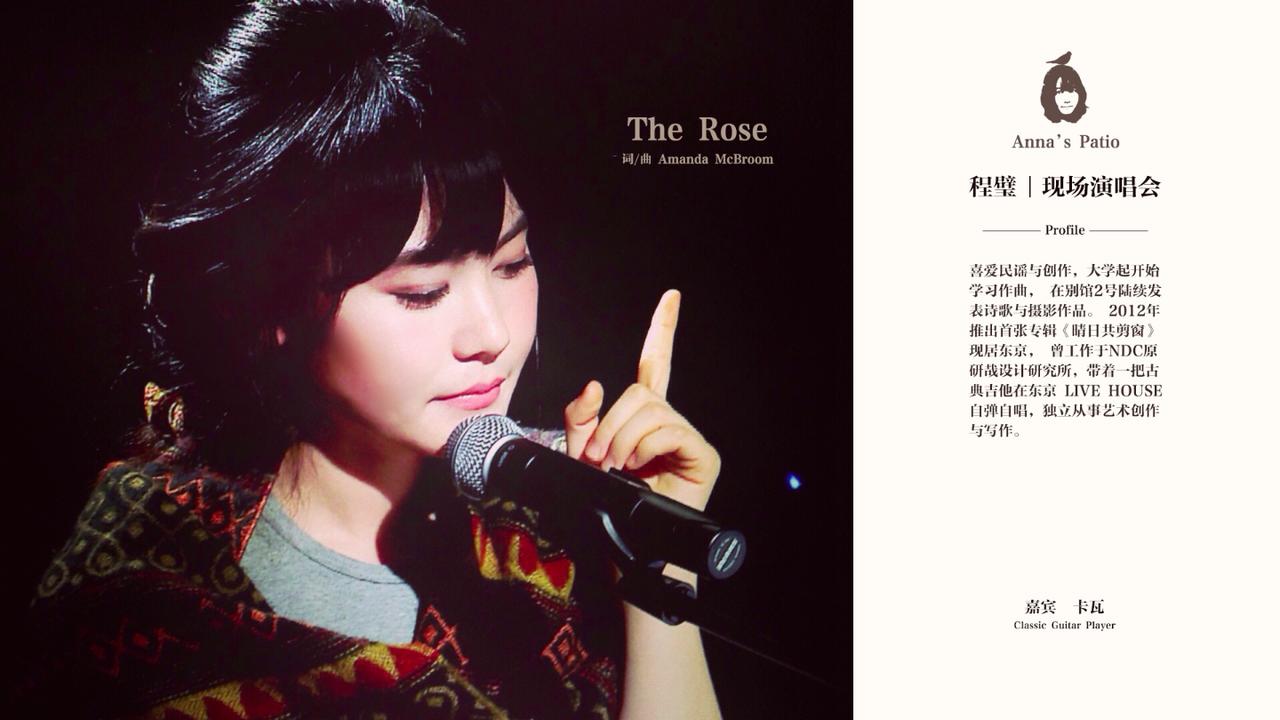 The Rose
词/曲 Amanda McBroom
Anna's Patio
程璧｜现场演唱会
Profile
喜爱民谣与创作，大学起开始
学习作曲， 在别馆2号陆续发
表诗歌与摄影作品。 2012年
推出首张专辑《晴日共剪窗》
现居东京， 曾工作于NDC原
研哉设计研究所，带着一把古
典吉他在东京 LIVE HOUSE
自弹自唱，独立从事艺术创作
与写作。
嘉宾 卡瓦
Classic Guitar Player